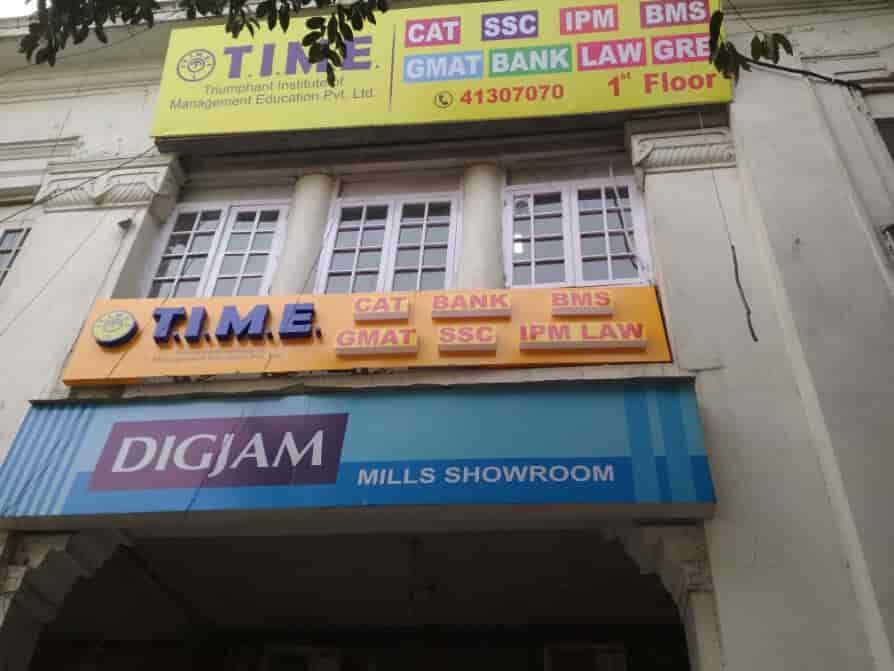 T.I.M.E.
Triumphant Institute of
Management Education Pvt. Ltd.
CAT SSC IPM BMS
GMAT BANK LAW GRE
41307070 1st Floor
T.I.M.E.
CAT BANK BMS
GMAT SSC IPM LAW
DIGJAM
MILLS SHOWROOM